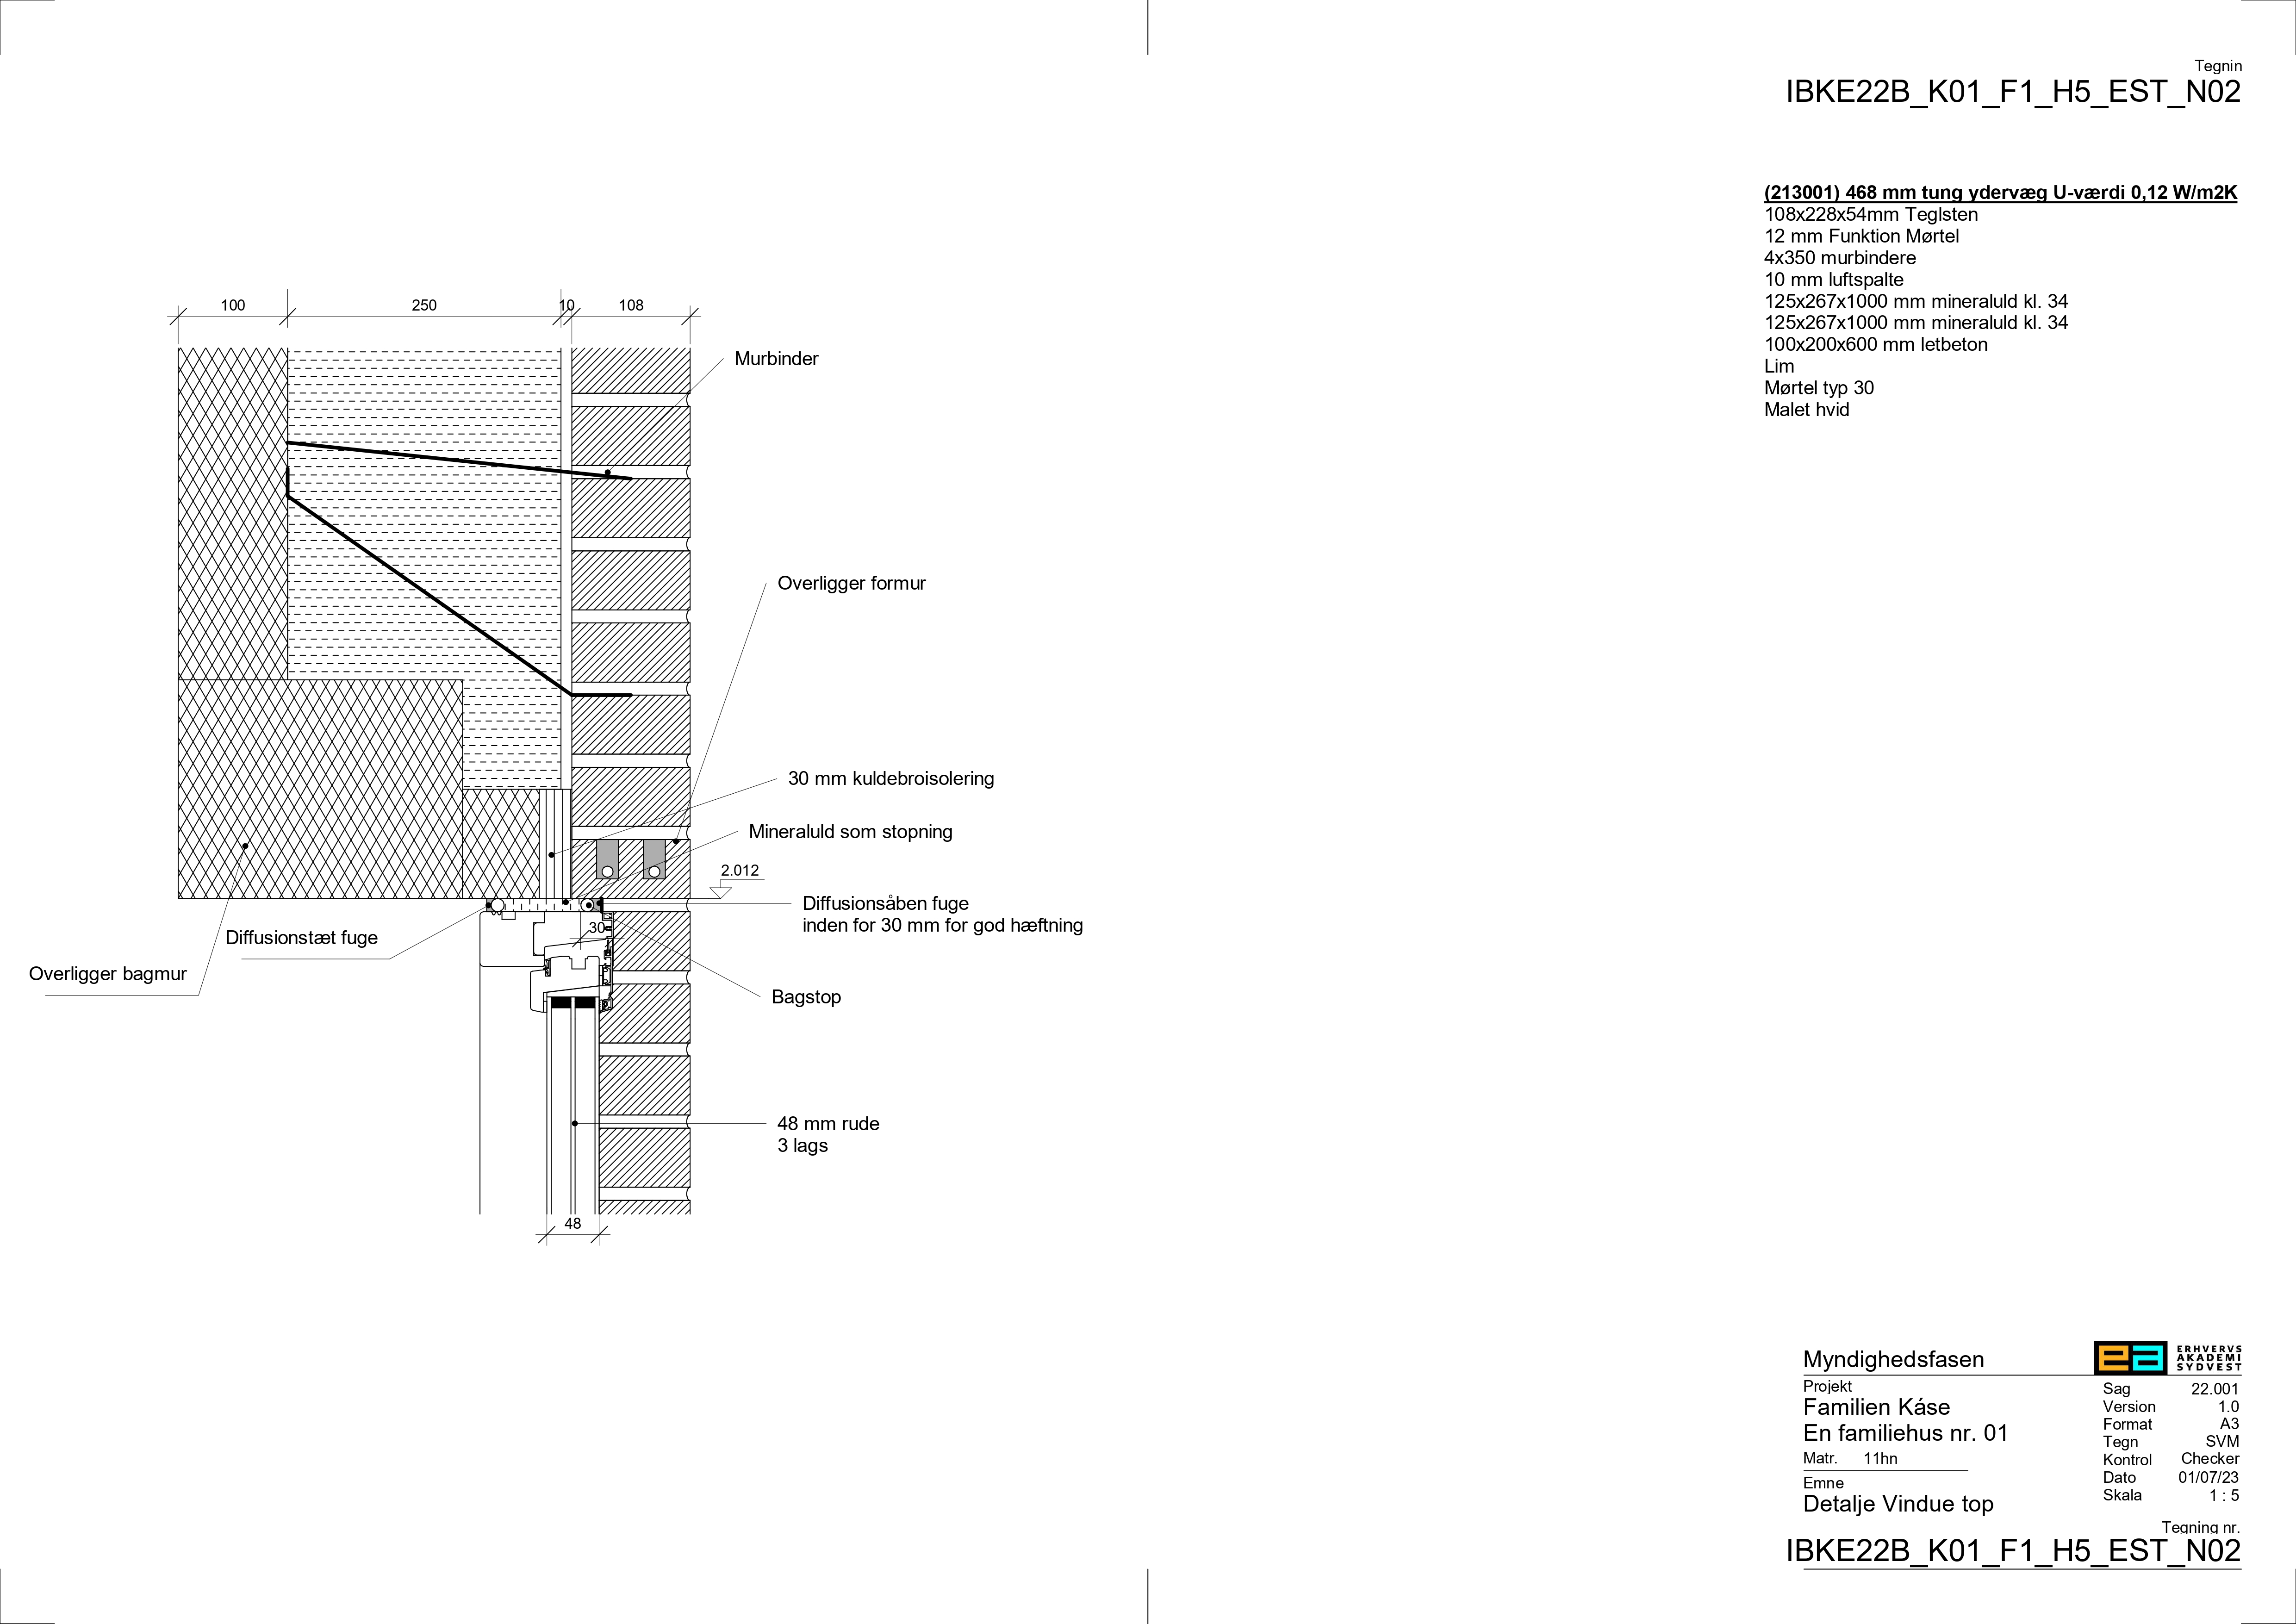 Tegnin
IBKE22B_K01_F1_H5_EST_N02
(213001) 468 mm tung ydervæg U-værdi 0,12 W/m2K
108x228x54mm Teglsten
12 mm Funktion Mørtel
4x350 murbindere
10 mm luftspalte
125x267x1000 mm mineraluld kl. 34
125x267x1000 mm mineraluld kl. 34
100x200x600 mm letbeton
Lim
Mørtel typ 30
Malet hvid
100
250
10
108
Murbinder
Overligger formur
30 mm kuldebroisolering
Mineraluld som stopning
2.012
Diffusionsåben fuge
inden for 30 mm for god hæftning
30
Diffusionstæt fuge
Overligger bagmur
Bagstop
48 mm rude
3 lags
48
Myndighedsfasen
ERHVERVS
AKADEMI
SYDVEST
Projekt
Familien Káse
En familiehus nr. 01
Matr. 11hn
Emne
Detalje Vindue top
Sag 22.001
Version 1.0
Format A3
Tegn SVM
Kontrol Checker
Dato 01/07/23
Skala 1 : 5
Tegning nr.
IBKE22B_K01_F1_H5_EST_N02